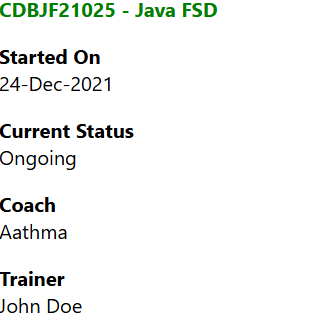 CDBJF21025 - Java FSD
Started On
24-Dec-2021
Current Status
Ongoing
Coach
Aathma
Trainer
John Doe